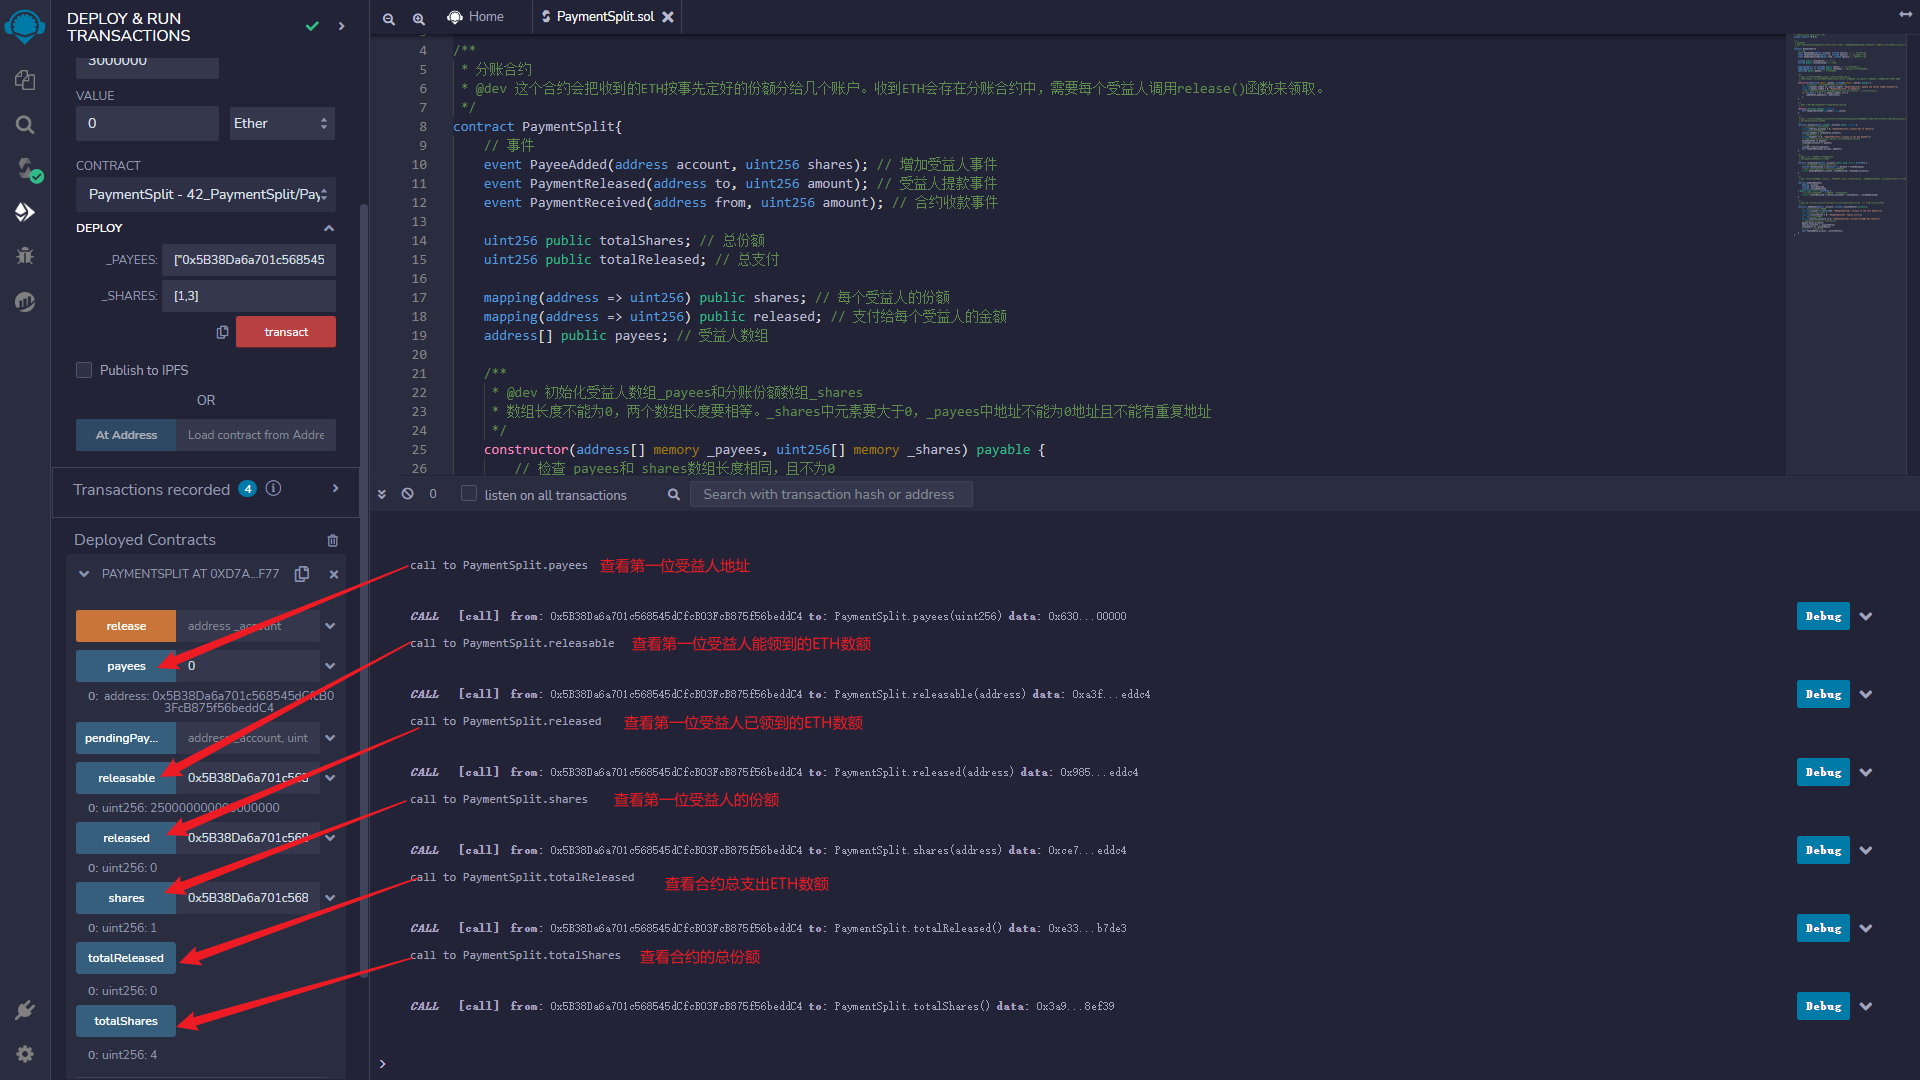 DEPLOY & RUN
TRANSACTIONS
3000000
VALUE
0
Ether
CONTRACT
PaymentSplit - 42_PaymentSplit/Pay
DEPLOY
_PAYEES:
["0x5B38Da6a701c568545
_SHARES:
[1,3]
transact
Publish to IPFS
OR
At Address
Load contract from Addre
Transactions recorded 4
Deployed Contracts
PAYMENTSPLIT AT 0XD7A...F77
release
address _account
payees
0
0: address: 0x5B38Da6a701c568545dCfcB0
3FcB875f56beddC4
pendingPay...
address _account, uint
releasable
0x5B38Da6a701c568
0: uint256: 250000000000000000
released
0x5B38Da6a701c568
0: uint256: 0
shares
0x5B38Da6a701c568
0: uint256: 1
totalReleased
0: uint256: 0
totalShares
0: uint256: 4
Home
PaymentSplit.sol
4 /**
5 * 分账合约
6 * @dev 这个合约会把收到的ETH按事先定好的份额分给几个账户。收到ETH会存在分账合约中，需要每个受益人调用release()函数来领取。
7 */
8 contract PaymentSplit{
9 // 事件
10 event PayeeAdded(address account, uint256 shares); // 增加受益人事件
11 event PaymentReleased(address to, uint256 amount); // 受益人提款事件
12 event PaymentReceived(address from, uint256 amount); // 合约收款事件
13
14 uint256 public totalShares; // 总份额
15 uint256 public totalReleased; // 总支付
16
17 mapping(address => uint256) public shares; // 每个受益人的份额
18 mapping(address => uint256) public released; // 支付给每个受益人的金额
19 address[] public payees; // 受益人数组
20
21 /**
22 * @dev 初始化受益人数组_payees和分账份额数组_shares
23 * 数组长度不能为0，两个数组长度要相等。_shares中元素要大于0，_payees中地址不能为0地址且不能有重复地址
24 */
25 constructor(address[] memory _payees, uint256[] memory _shares) payable {
26 // 检查_payees和_shares数组长度相同，且不为0
0
listen on all transactions
Search with transaction hash or address
call to PaymentSplit.payees 查看第一位受益人地址
CALL [call] from: 0x5B38Da6a701c568545dCfcB03FcB875f56beddC4 to: PaymentSplit.payees(uint256) data: 0x630...00000
Debug
call to PaymentSplit.releasable 查看第一位受益人能领到的ETH数额
CALL [call] from: 0x5B38Da6a701c568545dCfcB03FcB875f56beddC4 to: PaymentSplit.releasable(address) data: 0xa3f...eddc4
Debug
call to PaymentSplit.released 查看第一位受益人已领到的ETH数额
CALL [call] from: 0x5B38Da6a701c568545dCfcB03FcB875f56beddC4 to: PaymentSplit.released(address) data: 0x985...eddc4
Debug
call to PaymentSplit.shares 查看第一位受益人的份额
CALL [call] from: 0x5B38Da6a701c568545dCfcB03FcB875f56beddC4 to: PaymentSplit.shares(address) data: 0xce7...eddc4
Debug
call to PaymentSplit.totalReleased 查看合约总支出ETH数额
CALL [call] from: 0x5B38Da6a701c568545dCfcB03FcB875f56beddC4 to: PaymentSplit.totalReleased() data: 0xe33...b7de3
Debug
call to PaymentSplit.totalShares 查看合约的总份额
CALL [call] from: 0x5B38Da6a701c568545dCfcB03FcB875f56beddC4 to: PaymentSplit.totalShares() data: 0x3a9...8ef39
Debug
>